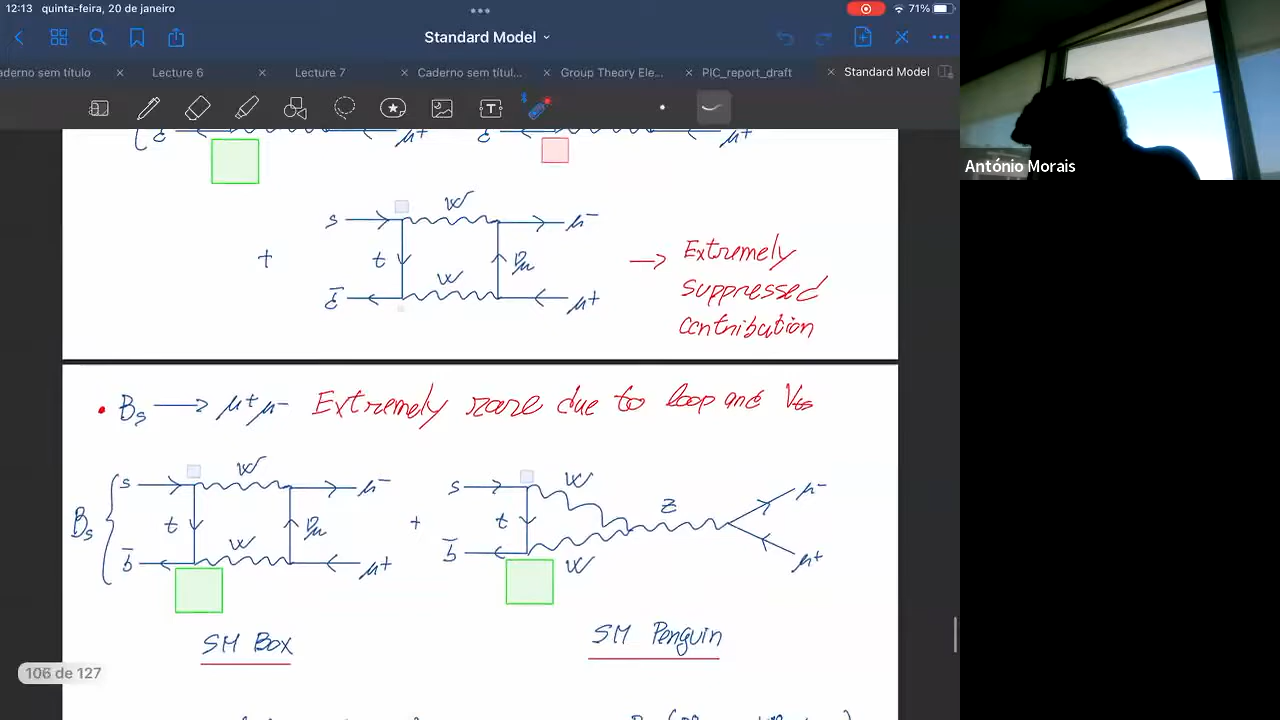 12:13 quinta-feira, 20 de janeiro
71%
Standard Model
aderno sem título
Lecture 6
Lecture 7
Caderno sem títul...
Group Theory Ele...
PIC_report_draft
Standard Model
António Morais
c̄ μ+ c̄ μ+
s W μ-
+ t νμ → Extremely
W suppressed
c̄ μ+ contribution
• Bs → μ+μ- Extremely rare due to loop and Vts
s W μ- s W μ-
Bs t νμ + t Z
b̄ W μ+ b̄ W μ+
SM Box SM Penguin
106 de 127